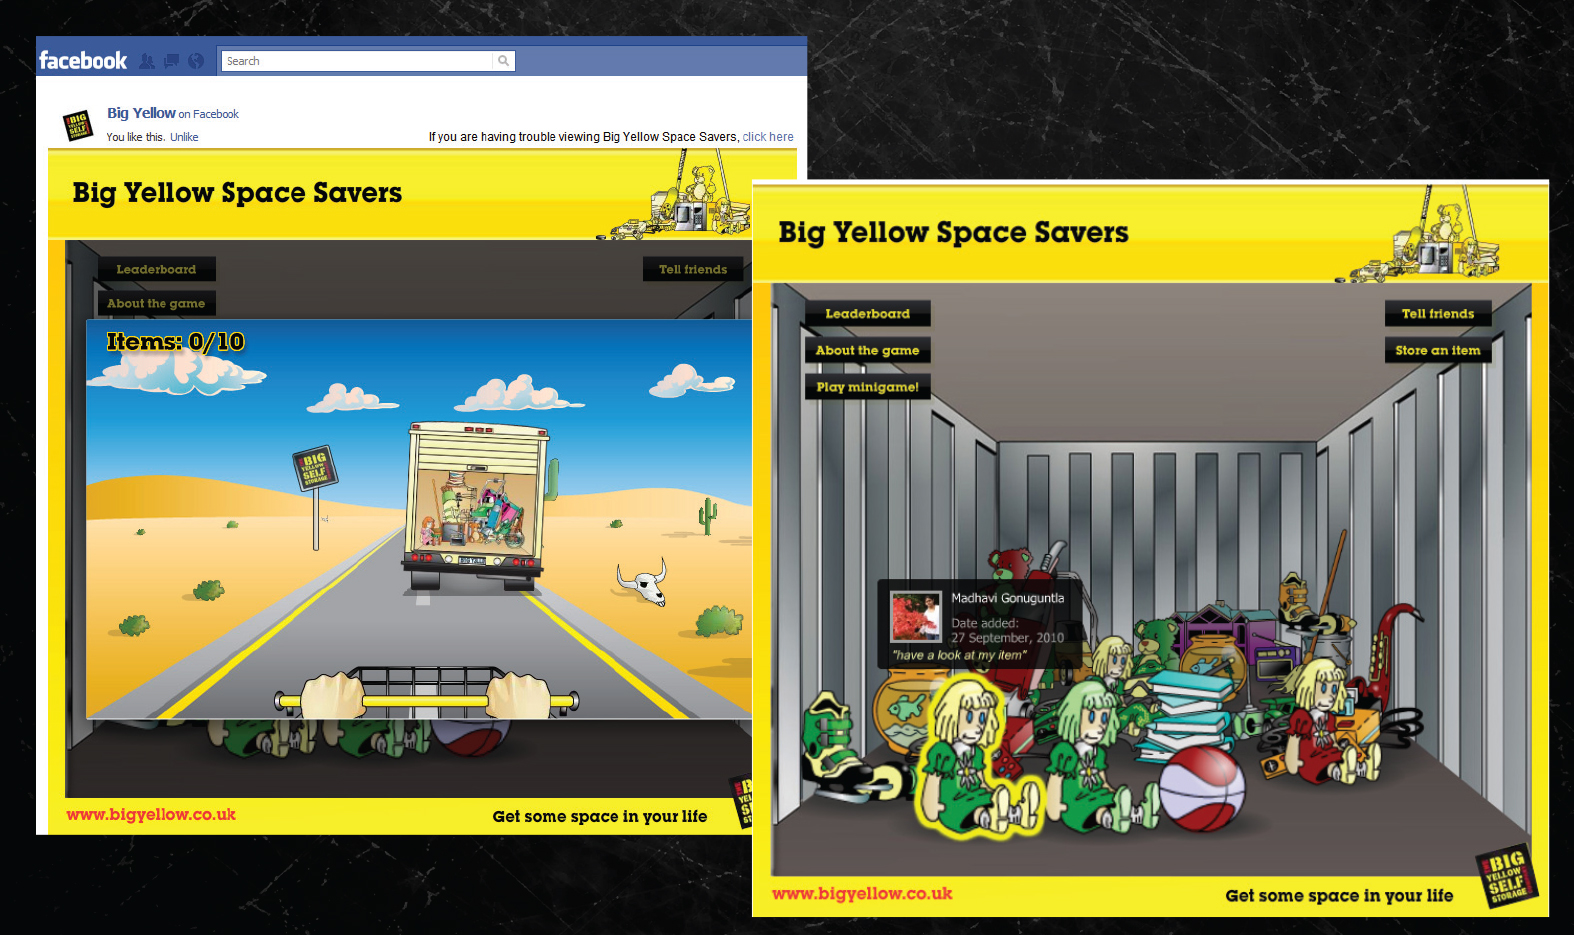 facebook
Search
Big Yellow on Facebook
You like this. Unlike
If you are having trouble viewing Big Yellow Space Savers, click here
Big Yellow Space Savers
Leaderboard
Tell friends
About the game
Items: 0/10
BIG
YELLOW
SELF
STORAGE
www.bigyellow.co.uk
Get some space in your life
Big Yellow Space Savers
Leaderboard
Tell friends
About the game
Store an item
Play minigame!
Madhavi Gonuguntla
Date added:
27 September, 2010
"have a look at my item"
www.bigyellow.co.uk
Get some space in your life
BIG
YELLOW
SELF
STORAGE